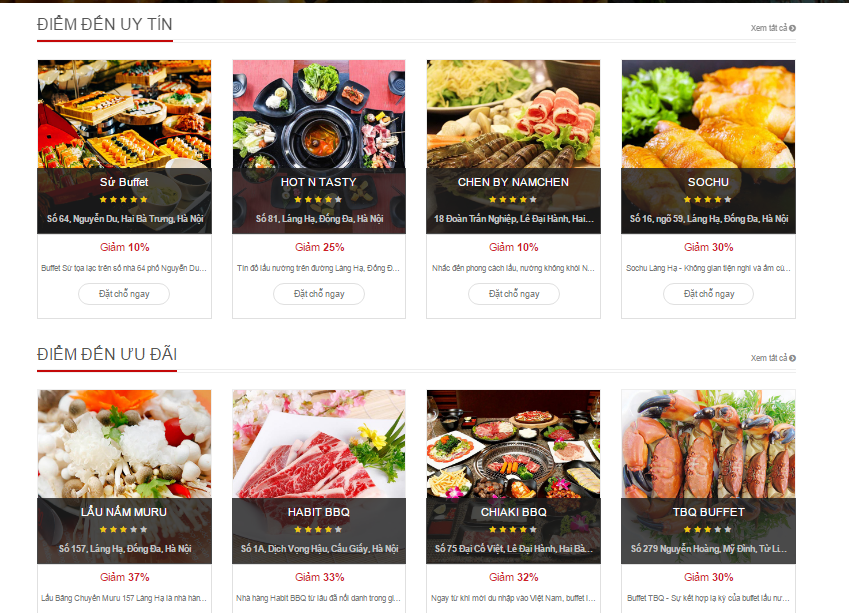 ĐIỂM ĐẾN UY TÍN
Xem tất cả
Sứ Buffet
Số 64, Nguyễn Du, Hai Bà Trưng, Hà Nội
Giảm 10%
Buffet Sứ tọa lạc trên số nhà 64 phố Nguyễn Du...
Đặt chỗ ngay
HOT N TASTY
Số 81, Láng Hạ, Đống Đa, Hà Nội
Giảm 25%
Tín đồ lẩu nướng trên đường Láng Hạ, Đống Đ...
Đặt chỗ ngay
CHEN BY NAMCHEN
18 Đoàn Trần Nghiệp, Lê Đại Hành, Hai...
Giảm 10%
Nhắc đến phong cách lẩu, nướng không khói N...
Đặt chỗ ngay
SOCHU
Số 16, ngõ 59, Láng Hạ, Đống Đa, Hà Nội
Giảm 30%
Sochu Láng Hạ - Không gian tiện nghi và ấm cú...
Đặt chỗ ngay
ĐIỂM ĐẾN ƯU ĐÃI
Xem tất cả
LẨU NẤM MURU
Số 157, Láng Hạ, Đống Đa, Hà Nội
Giảm 37%
Lẩu Băng Chuyền Muru 157 Láng Hạ là nhà hàn...
HABIT BBQ
Số 1A, Dịch Vọng Hậu, Cầu Giấy, Hà Nội
Giảm 33%
Nhà hàng Habit BBQ từ lâu đã nổi danh trong gi...
CHIAKI BBQ
Số 75 Đại Cồ Việt, Lê Đại Hành, Hai Bà...
Giảm 32%
Ngay từ khi mới du nhập vào Việt Nam, buffet l...
TBQ BUFFET
Số 279 Nguyễn Hoàng, Mỹ Đình, Từ Li...
Giảm 30%
Buffet TBQ - Sự kết hợp lạ kỳ của buffet lẩu nư...